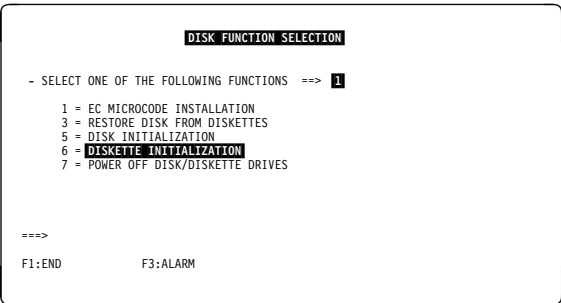 DISK FUNCTION SELECTION
- SELECT ONE OF THE FOLLOWING FUNCTIONS ==> 1
1 = EC MICROCODE INSTALLATION
3 = RESTORE DISK FROM DISKETTES
5 = DISK INITIALIZATION
6 = DISKETTE INITIALIZATION
7 = POWER OFF DISK/DISKETTE DRIVES
===>
F1:END F3:ALARM